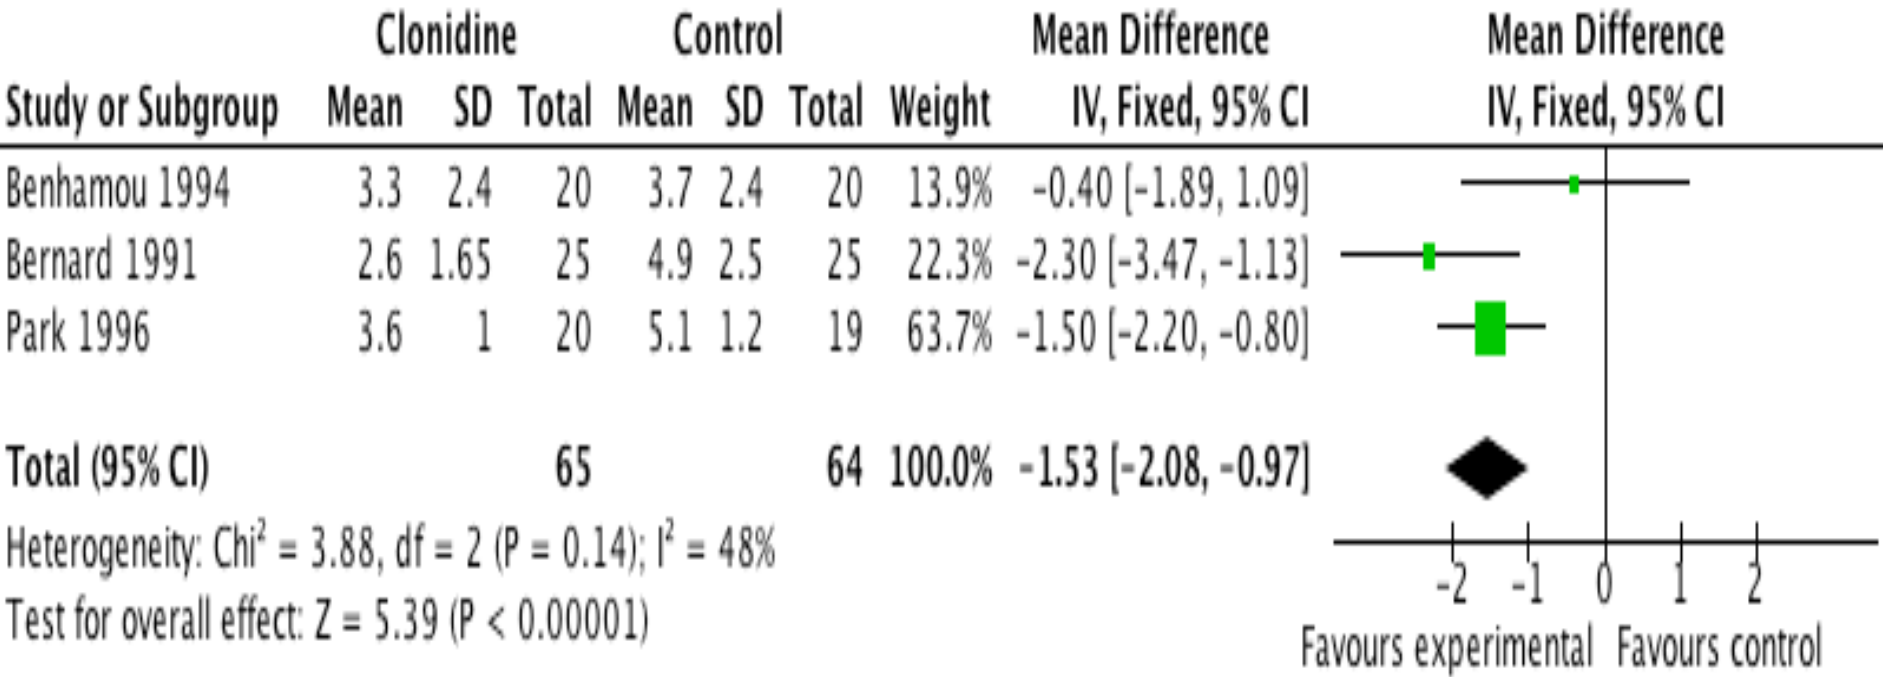 Clonidine Control Mean Difference Mean Difference
Study or Subgroup Mean SD Total Mean SD Total Weight IV, Fixed, 95% CI IV, Fixed, 95% CI
Benhamou 1994 3.3 2.4 20 3.7 2.4 20 13.9% −0.40 [−1.89, 1.09]
Bernard 1991 2.6 1.65 25 4.9 2.5 25 22.3% −2.30 [−3.47, −1.13]
Park 1996 3.6 1 20 5.1 1.2 19 63.7% −1.50 [−2.20, −0.80]
Total (95% CI) 65 64 100.0% −1.53 [−2.08, −0.97]
Heterogeneity: Chi² = 3.88, df = 2 (P = 0.14); I² = 48%
Test for overall effect: Z = 5.39 (P < 0.00001)
−2 −1 0 1 2
Favours experimental Favours control